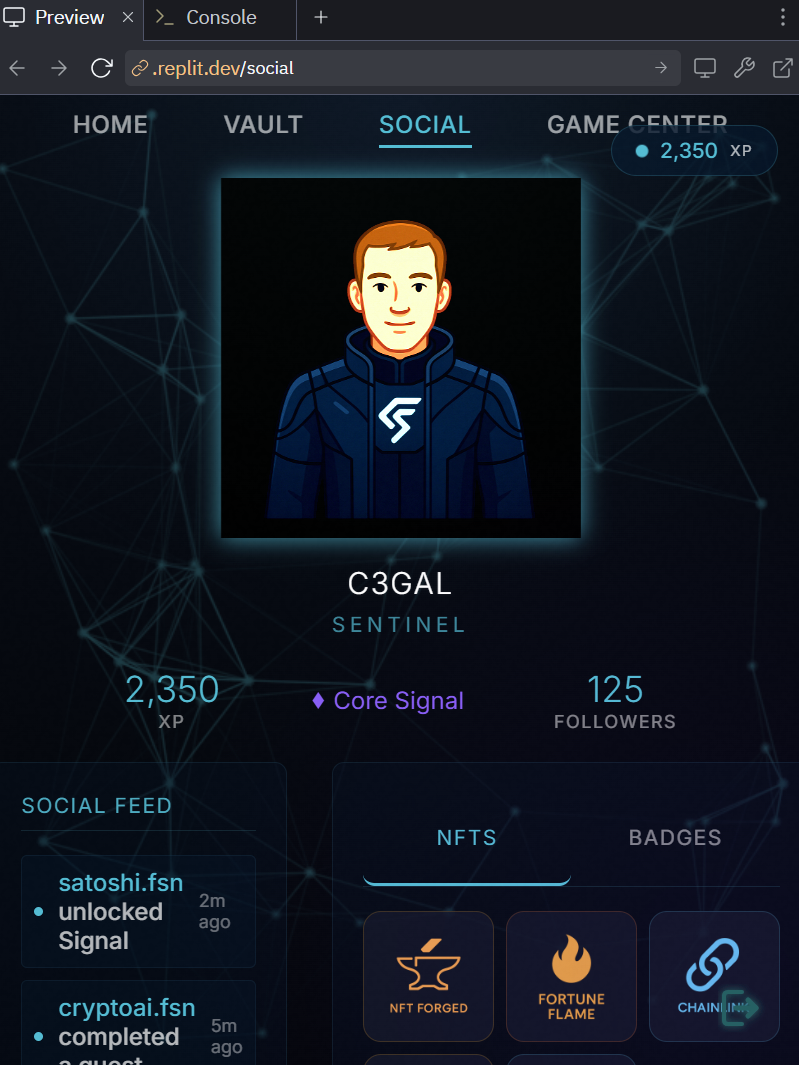 Preview
Console
.replit.dev/social
HOME
VAULT
SOCIAL
GAME CENTER
2,350 XP
C3GAL
SENTINEL
2,350
XP
Core Signal
125
FOLLOWERS
SOCIAL FEED
satoshi.fsn
unlocked
Signal
2m
ago
cryptoai.fsn
completed
a quest
5m
ago
NFTS
BADGES
NFT FORGED
FORTUNE
FLAME
CHAINLINK